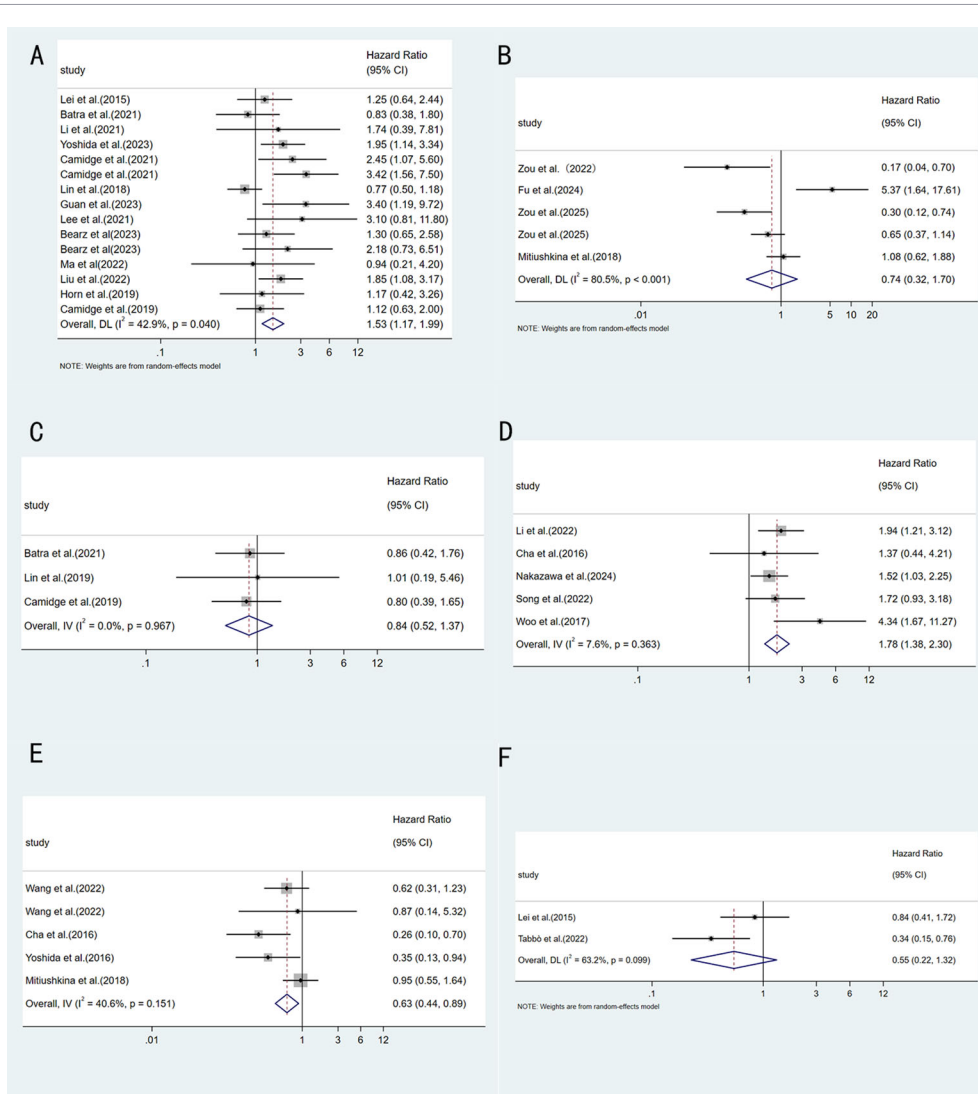 A
Hazard Ratio
study (95% CI)
Lei et al.(2015) 1.25 (0.64, 2.44)
Batra et al.(2021) 0.83 (0.38, 1.80)
Li et al.(2021) 1.74 (0.39, 7.81)
Yoshida et al.(2023) 1.95 (1.14, 3.34)
Camidge et al.(2021) 2.45 (1.07, 5.60)
Camidge et al.(2021) 3.42 (1.56, 7.50)
Lin et al.(2018) 0.77 (0.50, 1.18)
Guan et al.(2023) 3.40 (1.19, 9.72)
Lee et al.(2021) 3.10 (0.81, 11.80)
Bearz et al(2023) 1.30 (0.65, 2.58)
Bearz et al(2023) 2.18 (0.73, 6.51)
Ma et al(2022) 0.94 (0.21, 4.20)
Liu et al.(2022) 1.85 (1.08, 3.17)
Horn et al.(2019) 1.17 (0.42, 3.26)
Camidge et al.(2019) 1.12 (0.63, 2.00)
Overall, DL (I² = 42.9%, p = 0.040) 1.53 (1.17, 1.99)
.1 1 3 6 12
NOTE: Weights are from random-effects model
B
Hazard Ratio
study (95% CI)
Zou et al.（2022） 0.17 (0.04, 0.70)
Fu et al.(2024) 5.37 (1.64, 17.61)
Zou et al.(2025) 0.30 (0.12, 0.74)
Zou et al.(2025) 0.65 (0.37, 1.14)
Mitiushkina et al.(2018) 1.08 (0.62, 1.88)
Overall, DL (I² = 80.5%, p < 0.001) 0.74 (0.32, 1.70)
.01 1 5 10 20
NOTE: Weights are from random-effects model
C
Hazard Ratio
study (95% CI)
Batra et al.(2021) 0.86 (0.42, 1.76)
Lin et al.(2019) 1.01 (0.19, 5.46)
Camidge et al.(2019) 0.80 (0.39, 1.65)
Overall, IV (I² = 0.0%, p = 0.967) 0.84 (0.52, 1.37)
.1 1 3 6 12
D
Hazard Ratio
study (95% CI)
Li et al.(2022) 1.94 (1.21, 3.12)
Cha et al.(2016) 1.37 (0.44, 4.21)
Nakazawa et al.(2024) 1.52 (1.03, 2.25)
Song et al.(2022) 1.72 (0.93, 3.18)
Woo et al.(2017) 4.34 (1.67, 11.27)
Overall, IV (I² = 7.6%, p = 0.363) 1.78 (1.38, 2.30)
.1 1 3 6 12
E
Hazard Ratio
study (95% CI)
Wang et al.(2022) 0.62 (0.31, 1.23)
Wang et al.(2022) 0.87 (0.14, 5.32)
Cha et al.(2016) 0.26 (0.10, 0.70)
Yoshida et al.(2016) 0.35 (0.13, 0.94)
Mitiushkina et al.(2018) 0.95 (0.55, 1.64)
Overall, IV (I² = 40.6%, p = 0.151) 0.63 (0.44, 0.89)
.01 1 3 6 12
F
Hazard Ratio
study (95% CI)
Lei et al.(2015) 0.84 (0.41, 1.72)
Tabbò et al.(2022) 0.34 (0.15, 0.76)
Overall, DL (I² = 63.2%, p = 0.099) 0.55 (0.22, 1.32)
.1 1 3 6 12
NOTE: Weights are from random-effects model